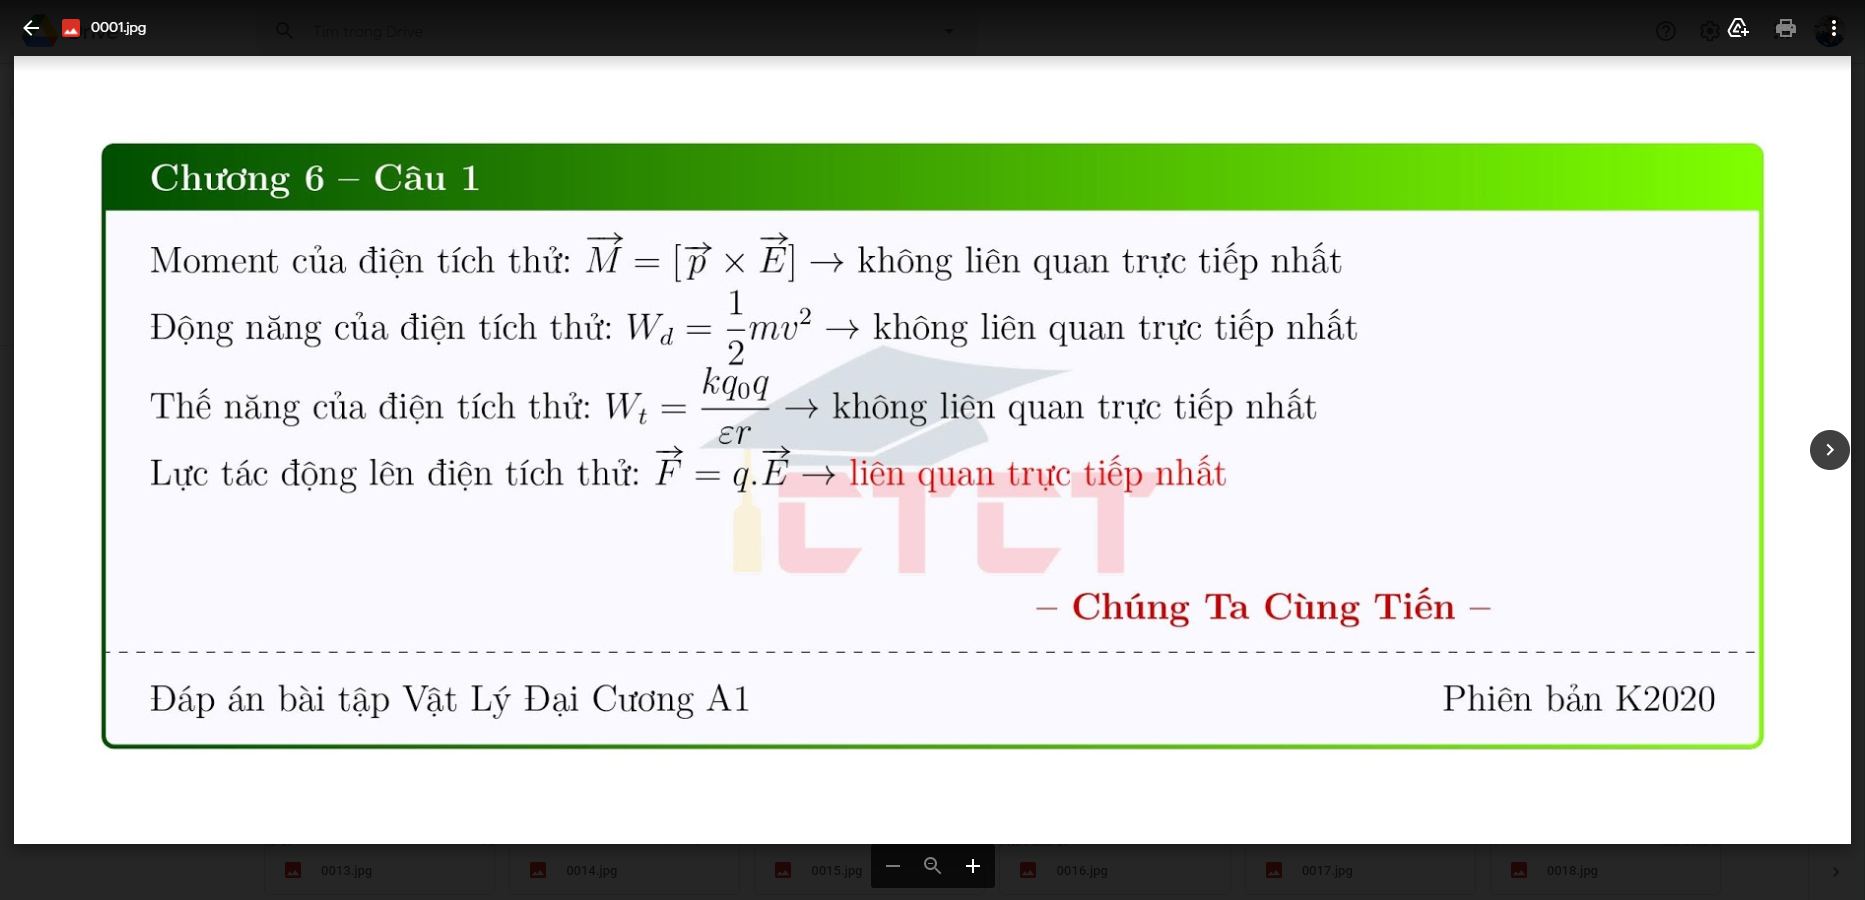 0001.jpg
Tìm trong Drive
Chương 6 – Câu 1
Moment của điện tích thử: $\overrightarrow{M} = [\overrightarrow{p} \times \overrightarrow{E}]$ → không liên quan trực tiếp nhất
Động năng của điện tích thử: $W_d = \frac{1}{2}mv^2$ → không liên quan trực tiếp nhất
Thế năng của điện tích thử: $W_t = \frac{kq_0q}{\varepsilon r}$ → không liên quan trực tiếp nhất
Lực tác động lên điện tích thử: $\overrightarrow{F} = q.\overrightarrow{E}$ → liên quan trực tiếp nhất
CTCT
– Chúng Ta Cùng Tiến –
Đáp án bài tập Vật Lý Đại Cương A1 Phiên bản K2020
0013.jpg 0014.jpg 0015.jpg 0016.jpg 0017.jpg 0018.jpg